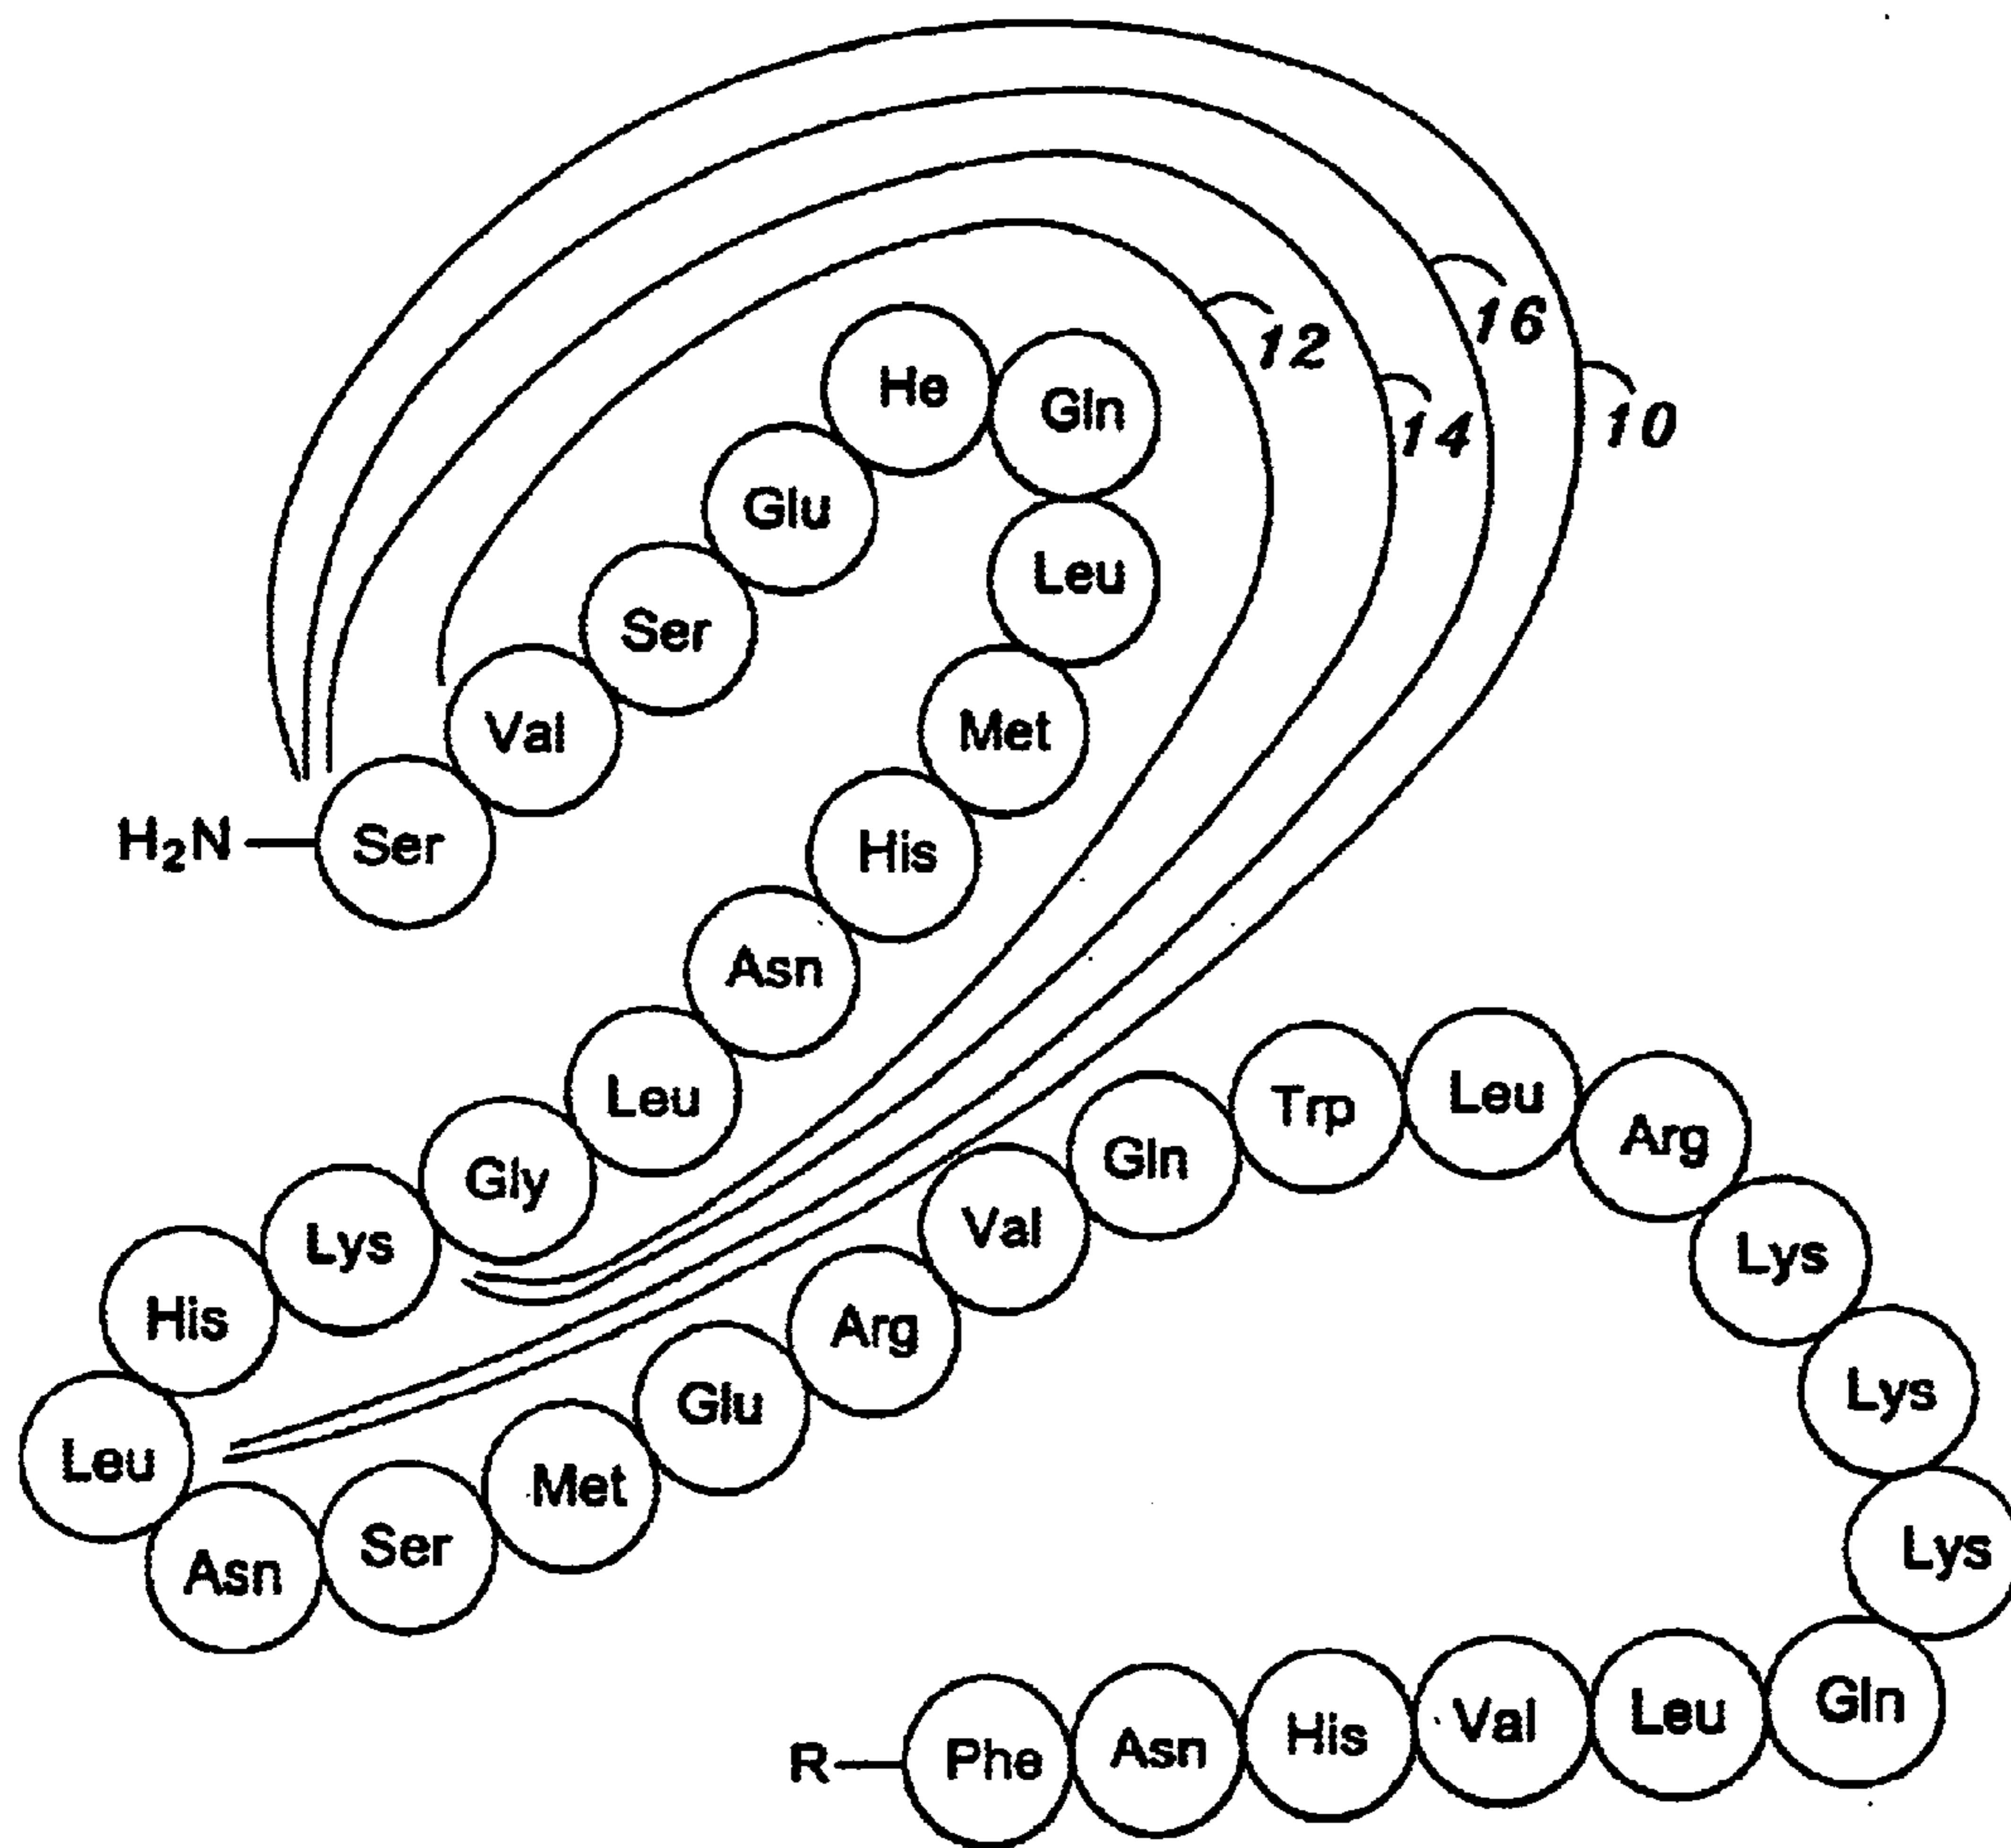 H₂N
Ser
Val
Ser
Glu
He
Gln
Leu
Met
His
Asn
Leu
Gly
Lys
His
Leu
Asn
Ser
Met
Glu
Arg
Val
Gln
Trp
Leu
Arg
Lys
Lys
Lys
Gln
Leu
Val
His
Asn
Phe
R
12
14
16
10